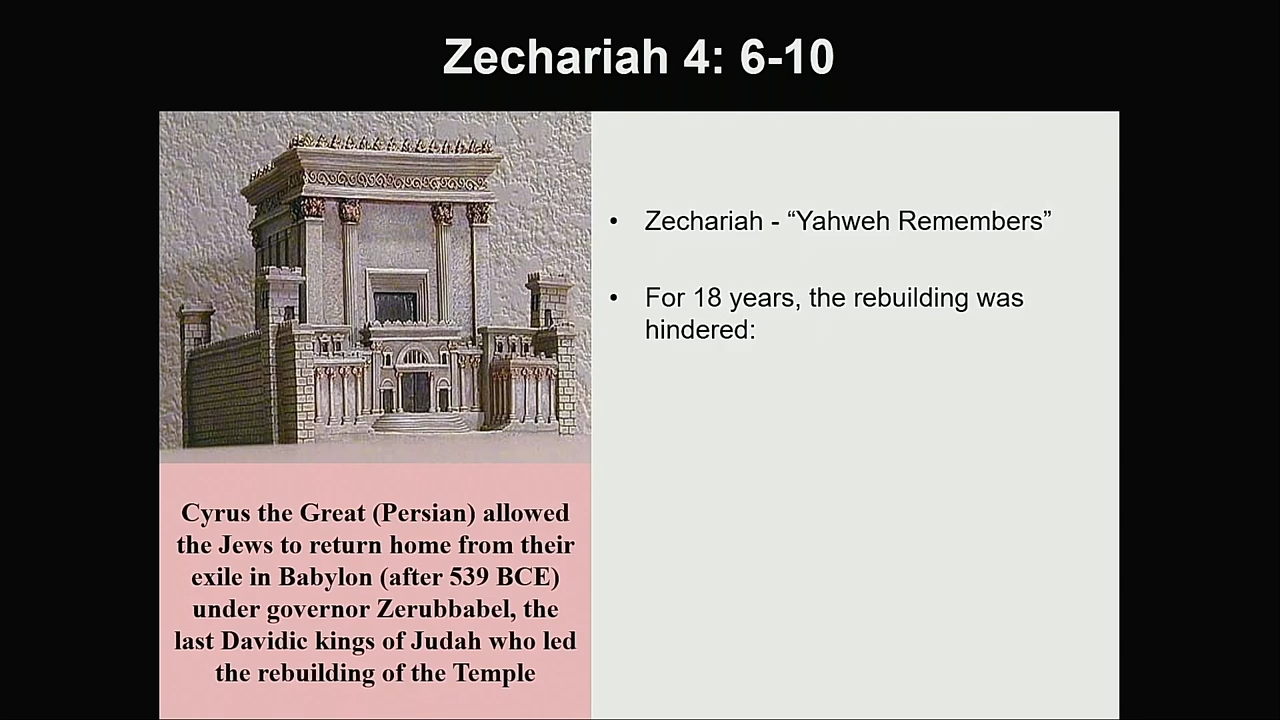 Zechariah 4: 6-10
• Zechariah - “Yahweh Remembers”
• For 18 years, the rebuilding was
hindered:
Cyrus the Great (Persian) allowed
the Jews to return home from their
exile in Babylon (after 539 BCE)
under governor Zerubbabel, the
last Davidic kings of Judah who led
the rebuilding of the Temple